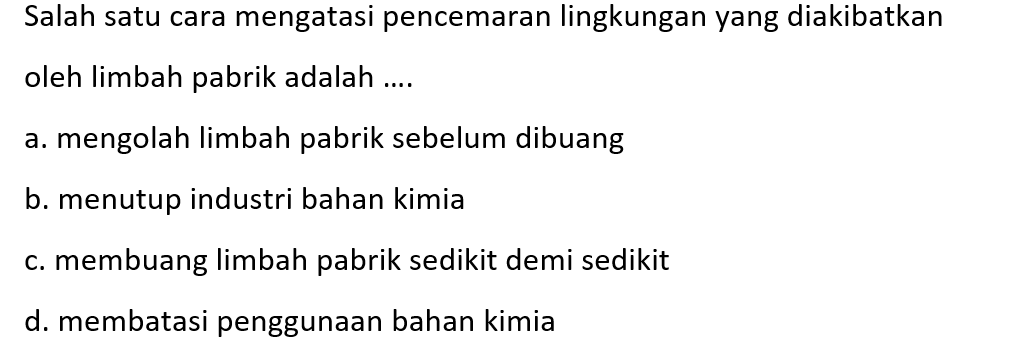 Salah satu cara mengatasi pencemaran lingkungan yang diakibatkan
oleh limbah pabrik adalah ....
a. mengolah limbah pabrik sebelum dibuang
b. menutup industri bahan kimia
c. membuang limbah pabrik sedikit demi sedikit
d. membatasi penggunaan bahan kimia